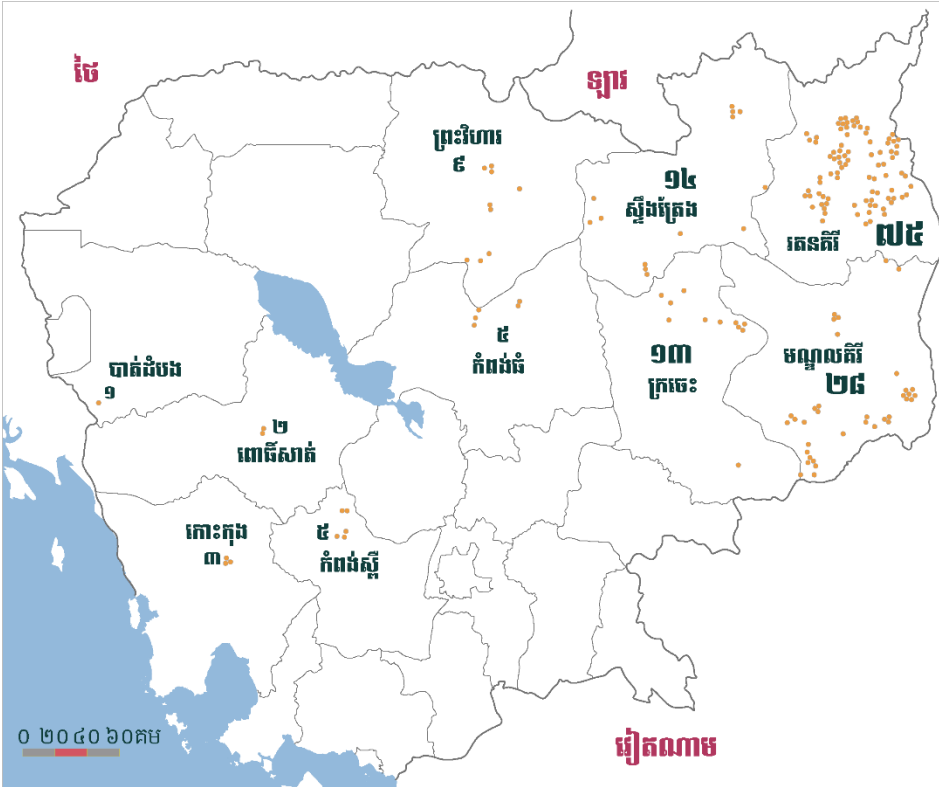 ថៃ
ឡាវ
ព្រះវិហារ
៩
១៤
ស្ទឹងត្រែង
រតនគិរី
៧៥
៥
កំពង់ធំ
១៣
ក្រចេះ
មណ្ឌលគិរី
២៨
បាត់ដំបង
១
២
ពោធិ៍សាត់
កោះកុង
៣
៥
កំពង់ស្ពឺ
វៀតណាម
០ ២០ ៤០ ៦០គម